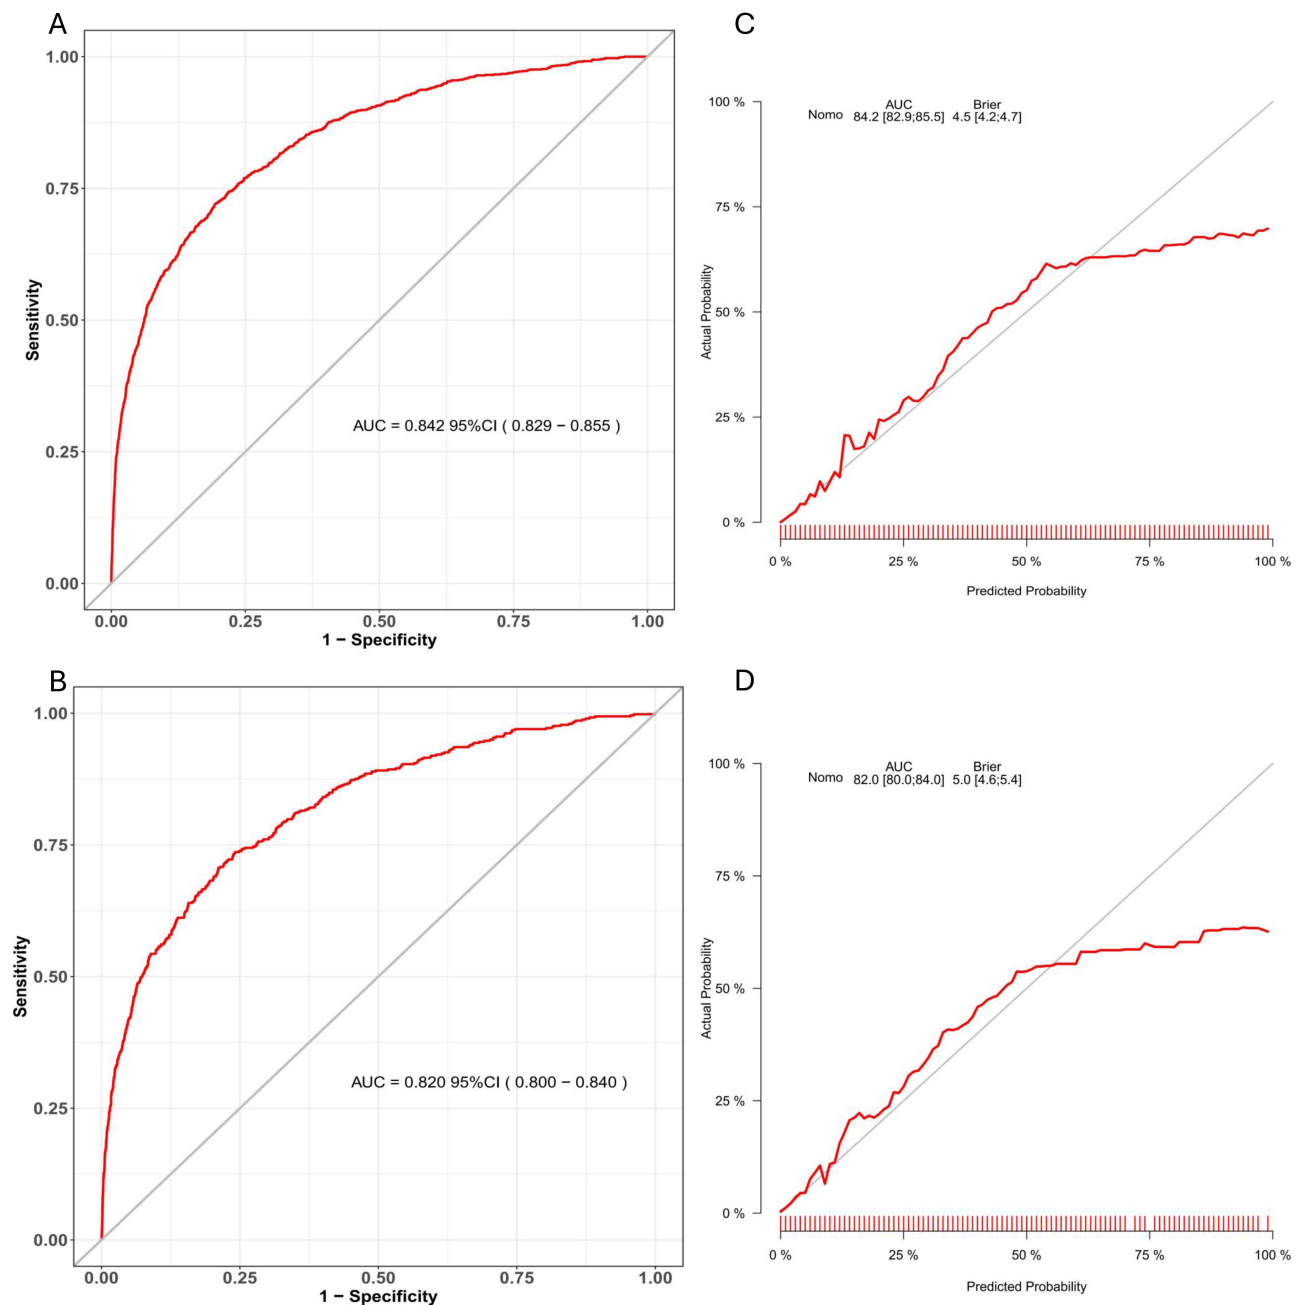 A
1.00
0.75
0.50
0.25
0.00
Sensitivity
AUC = 0.842 95%CI ( 0.829 − 0.855 )
0.00 0.25 0.50 0.75 1.00
1 − Specificity
C
AUC Brier
Nomo 84.2 [82.9;85.5] 4.5 [4.2;4.7]
100 %
75 %
50 %
25 %
0 %
Actual Probability
0 % 25 % 50 % 75 % 100 %
Predicted Probability
B
1.00
0.75
0.50
0.25
0.00
Sensitivity
AUC = 0.820 95%CI ( 0.800 − 0.840 )
0.00 0.25 0.50 0.75 1.00
1 − Specificity
D
AUC Brier
Nomo 82.0 [80.0;84.0] 5.0 [4.6;5.4]
100 %
75 %
50 %
25 %
0 %
Actual Probability
0 % 25 % 50 % 75 % 100 %
Predicted Probability